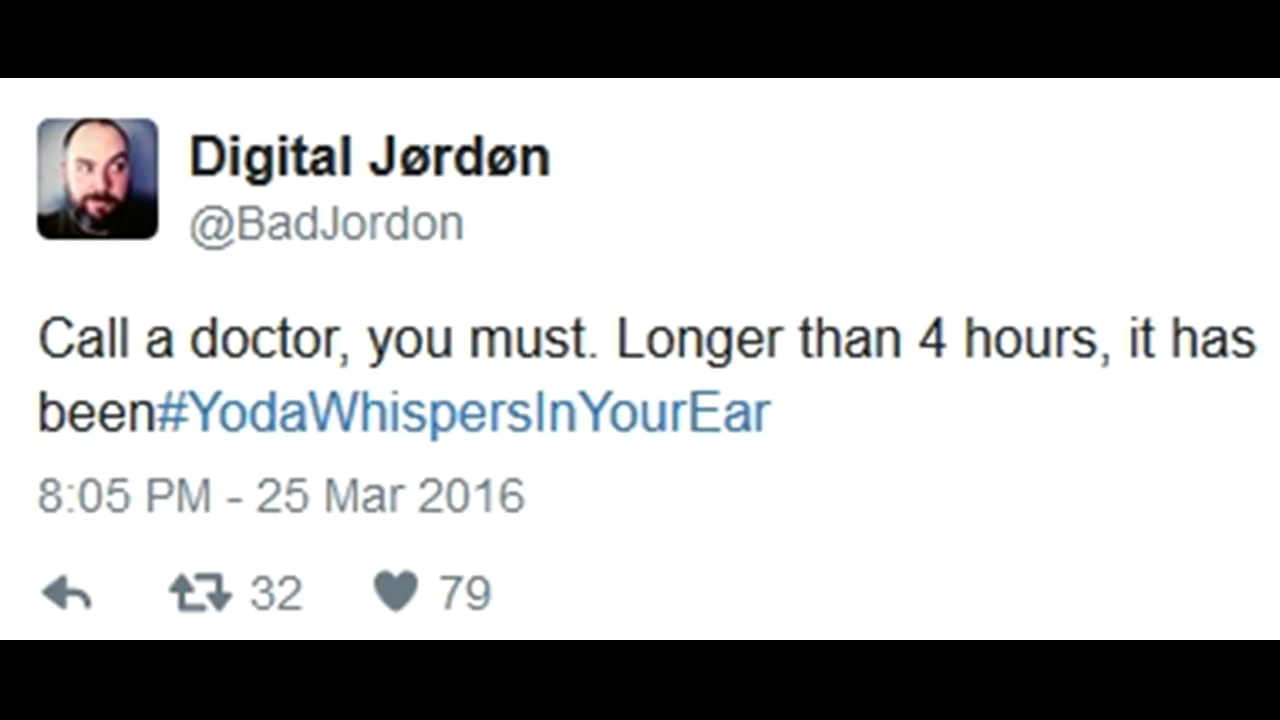 Digital Jørdøn
@BadJordon
Call a doctor, you must. Longer than 4 hours, it has
been#YodaWhispersInYourEar
8:05 PM - 25 Mar 2016
32 79